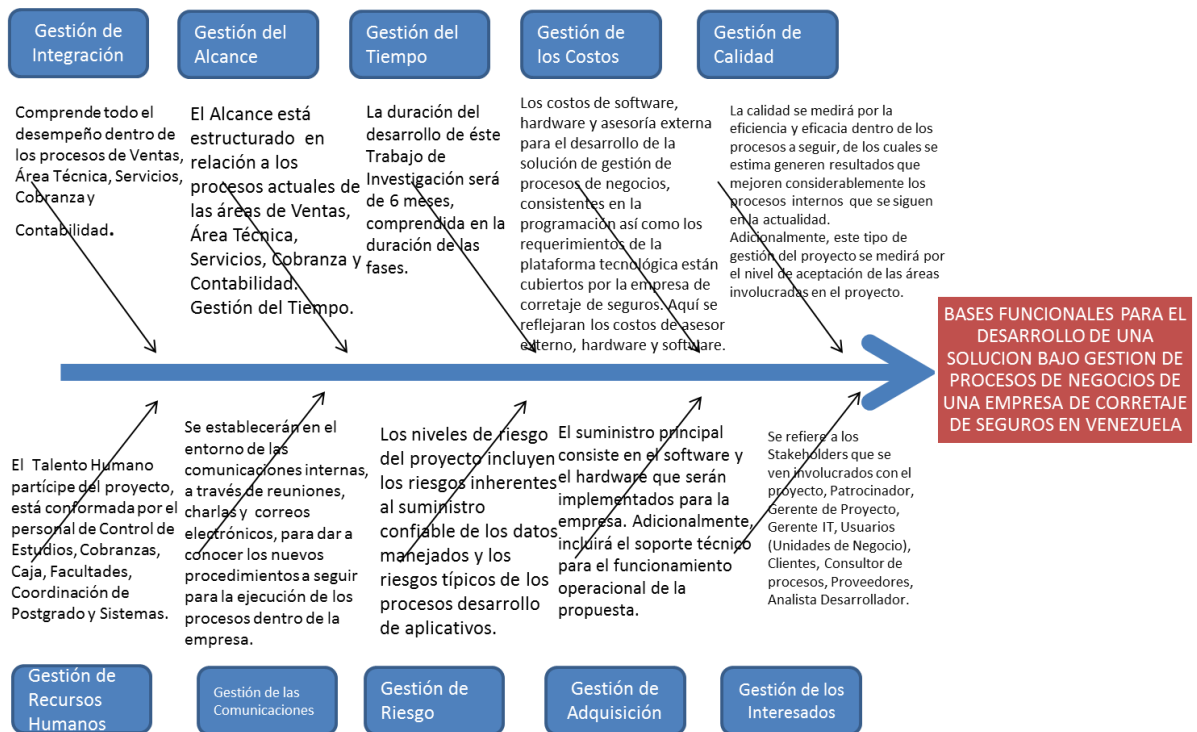 Gestión de
Integración
Gestión del
Alcance
Gestión del
Tiempo
Gestión de
los Costos
Gestión de
Calidad
Comprende todo el
desempeño dentro de
los procesos de Ventas,
Área Técnica, Servicios,
Cobranza y
Contabilidad.
El Alcance está
estructurado en
relación a los
procesos actuales de
las áreas de Ventas,
Área Técnica,
Servicios, Cobranza y
Contabilidad.
Gestión del Tiempo.
La duración del
desarrollo de éste
Trabajo de
Investigación será
de 6 meses,
comprendida en la
duración de las
fases.
Los costos de software,
hardware y asesoría externa
para el desarrollo de la
solución de gestión de
procesos de negocios,
consistentes en la
programación así como los
requerimientos de la
plataforma tecnológica están
cubiertos por la empresa de
corretaje de seguros. Aquí se
reflejaran los costos de asesor
externo, hardware y software.
La calidad se medirá por la
eficiencia y eficacia dentro de los
procesos a seguir, de los cuales se
estima generen resultados que
mejoren considerablemente los
procesos internos que se siguen
en la actualidad.
Adicionalmente, este tipo de
gestión del proyecto se medirá por
el nivel de aceptación de las áreas
involucradas en el proyecto.
BASES FUNCIONALES PARA EL
DESARROLLO DE UNA
SOLUCION BAJO GESTION DE
PROCESOS DE NEGOCIOS DE
UNA EMPRESA DE CORRETAJE
DE SEGUROS EN VENEZUELA
El Talento Humano
partícipe del proyecto,
está conformada por el
personal de Control de
Estudios, Cobranzas,
Caja, Facultades,
Coordinación de
Postgrado y Sistemas.
Se establecerán en el
entorno de las
comunicaciones internas,
a través de reuniones,
charlas y correos
electrónicos, para dar a
conocer los nuevos
procedimientos a seguir
para la ejecución de los
procesos dentro de la
empresa.
Los niveles de riesgo
del proyecto incluyen
los riesgos inherentes
al suministro
confiable de los datos
manejados y los
riesgos típicos de los
procesos desarrollo
de aplicativos.
El suministro principal
consiste en el software y
el hardware que serán
implementados para la
empresa. Adicionalmente,
incluirá el soporte técnico
para el funcionamiento
operacional de la
propuesta.
Se refiere a los
Stakeholders que se
ven involucrados con el
proyecto, Patrocinador,
Gerente de Proyecto,
Gerente IT, Usuarios
(Unidades de Negocio),
Clientes, Consultor de
procesos, Proveedores,
Analista Desarrollador.
Gestión de
Recursos
Humanos
Gestión de las
Comunicaciones
Gestión de
Riesgo
Gestión de
Adquisición
Gestión de los
Interesados